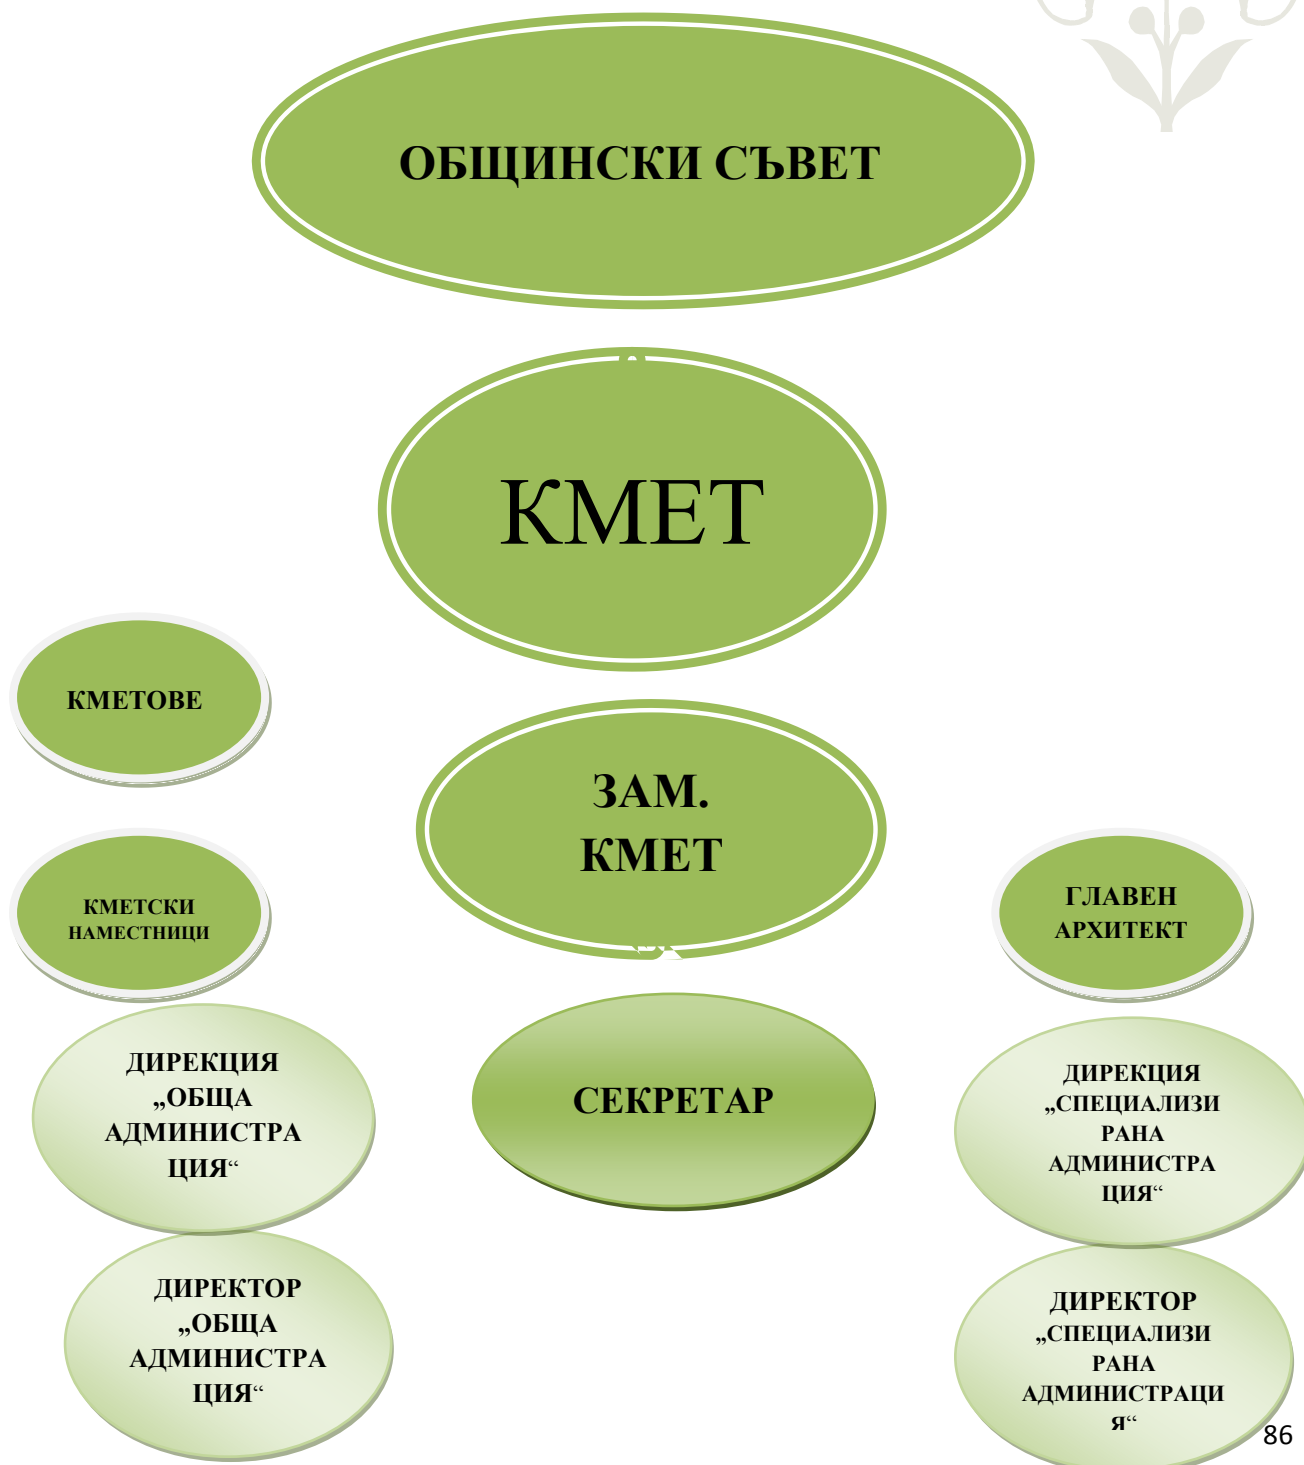 ОБЩИНСКИ СЪВЕТ
КМЕТ
КМЕТОВЕ
ЗАМ.
КМЕТ
КМЕТСКИ
НАМЕСТНИЦИ
ГЛАВЕН
АРХИТЕКТ
ДИРЕКЦИЯ
„ОБЩА
АДМИНИСТРА
ЦИЯ“
СЕКРЕТАР
ДИРЕКЦИЯ
„СПЕЦИАЛИЗИ
РАНА
АДМИНИСТРА
ЦИЯ“
ДИРЕКТОР
„ОБЩА
АДМИНИСТРА
ЦИЯ“
ДИРЕКТОР
„СПЕЦИАЛИЗИ
РАНА
АДМИНИСТРАЦИ
Я“
86